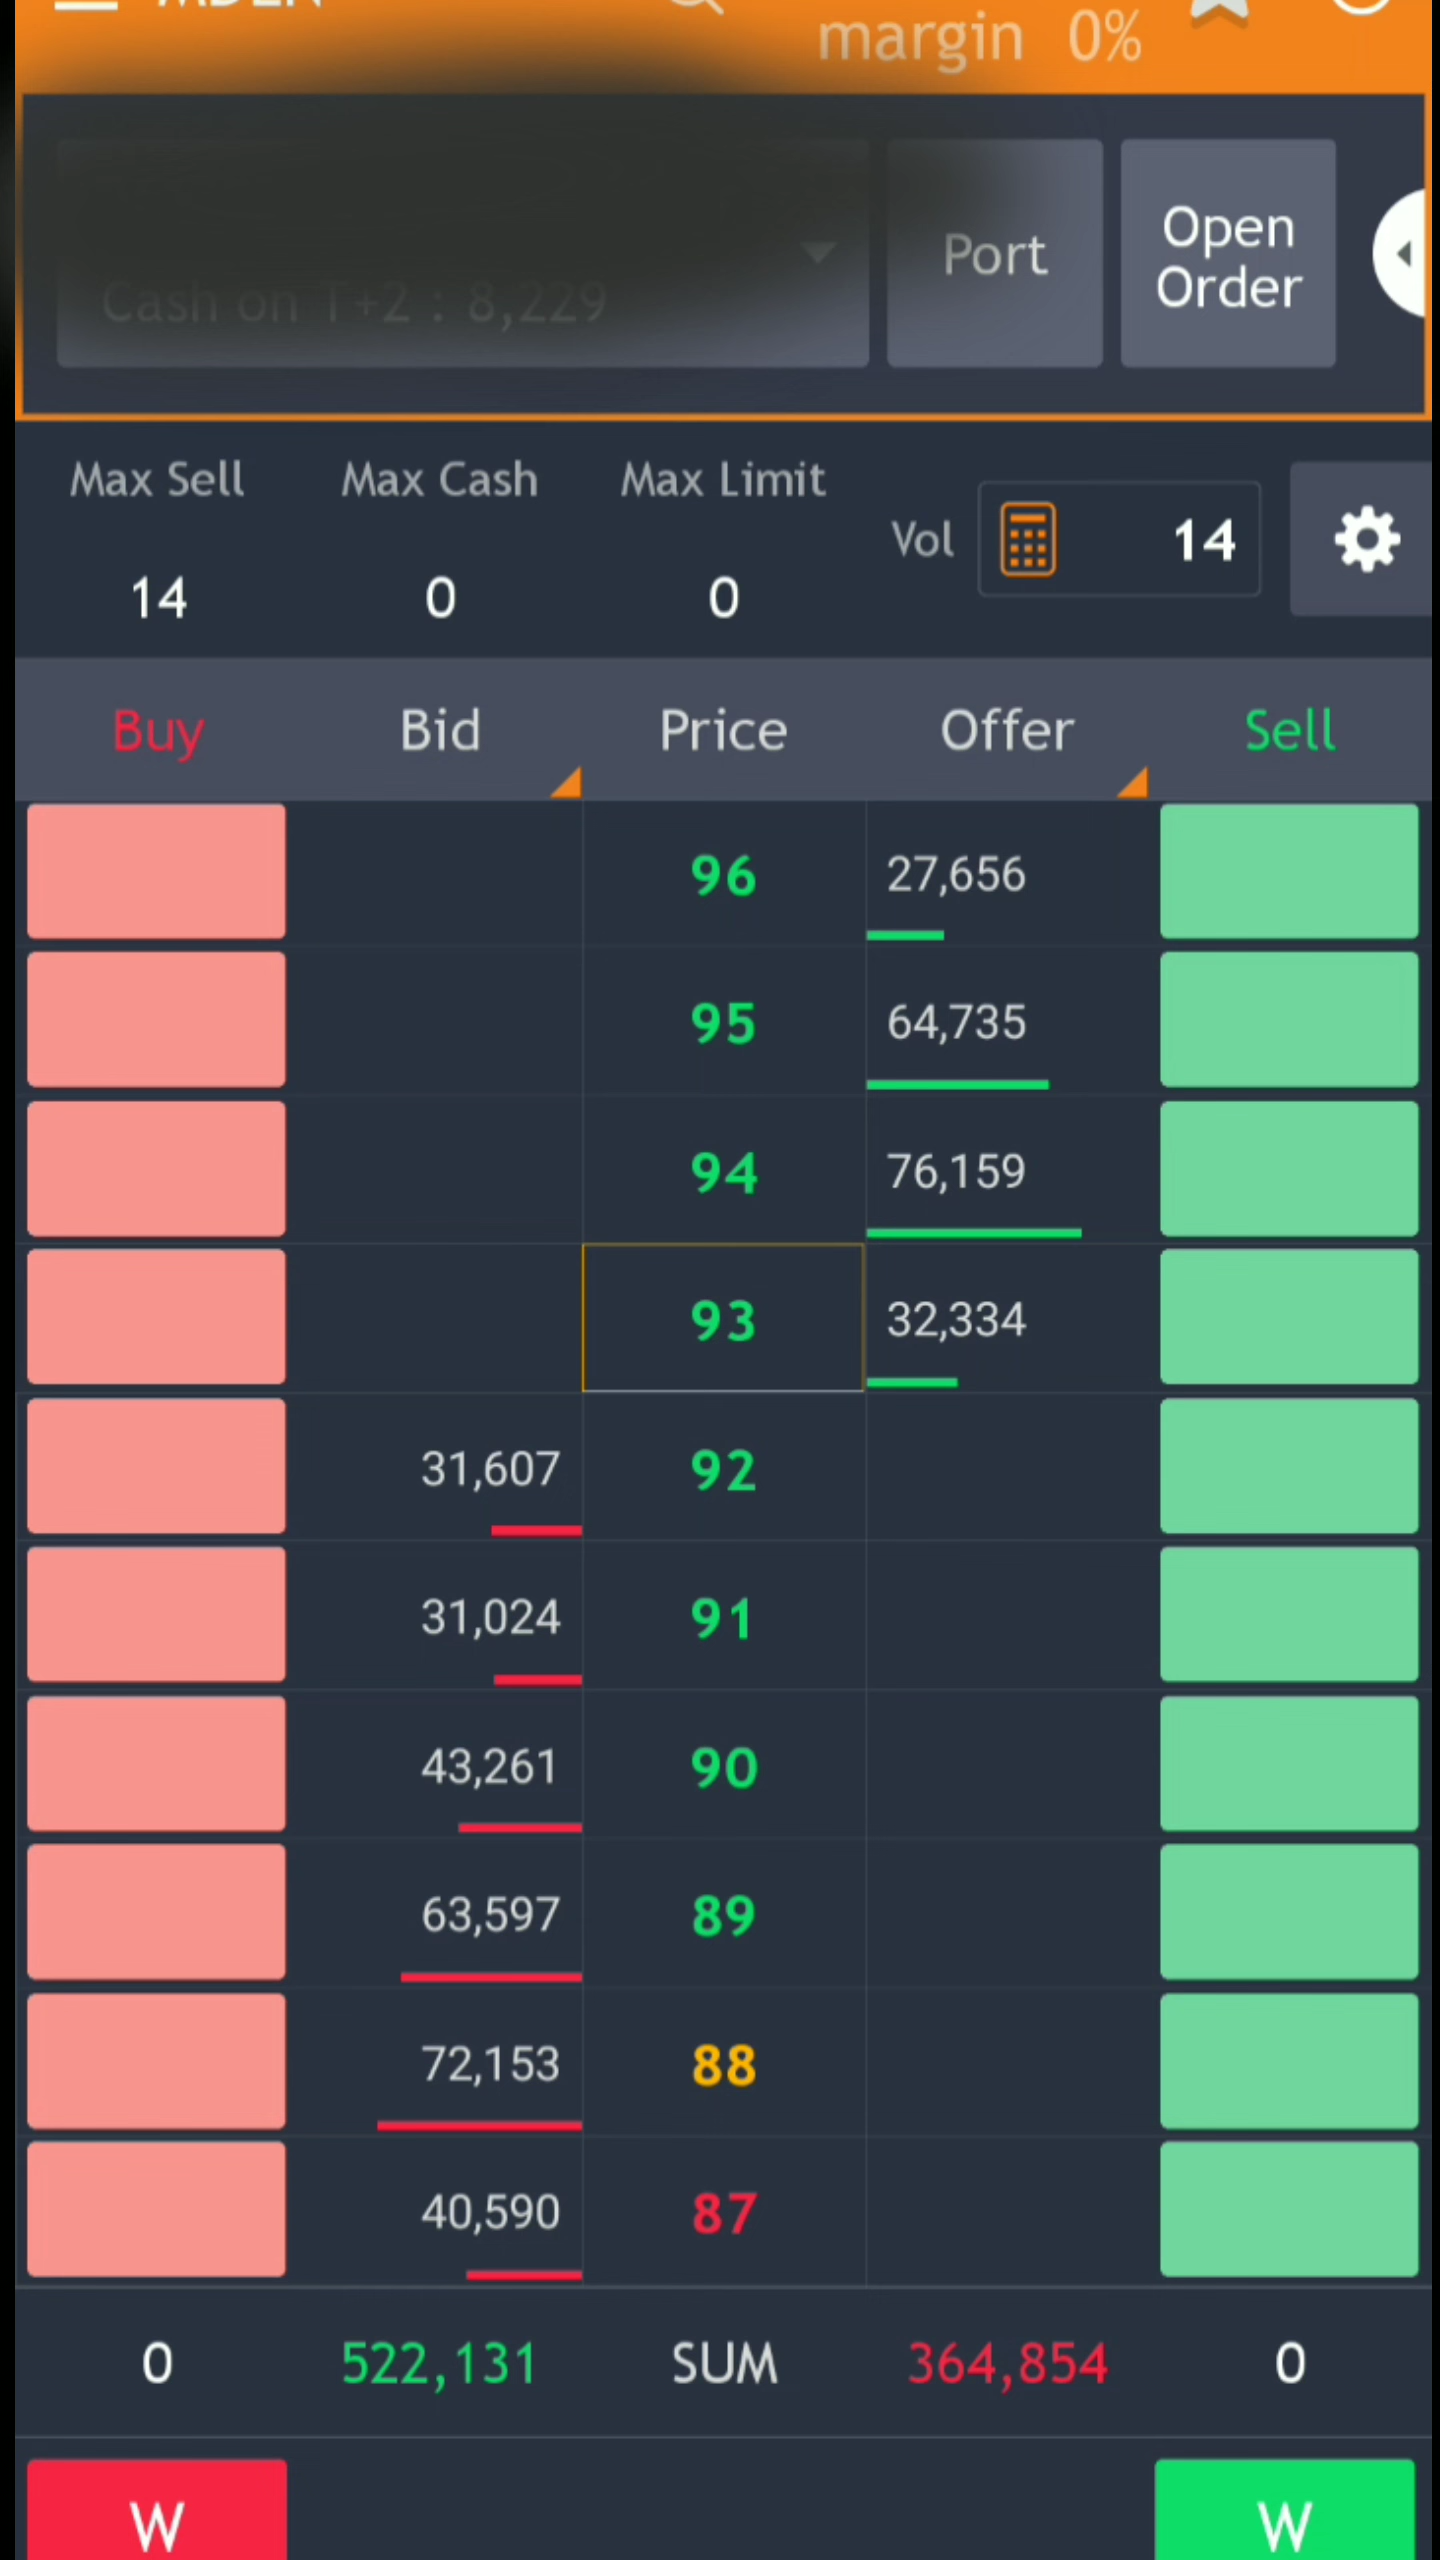 margin 0%
Cash on T+2 : 8,229
Port
Open
Order
Max Sell Max Cash Max Limit
Vol 14
14 0 0
Buy Bid Price Offer Sell
96 27,656
95 64,735
94 76,159
93 32,334
31,607 92
31,024 91
43,261 90
63,597 89
72,153 88
40,590 87
0 522,131 SUM 364,854 0
W W